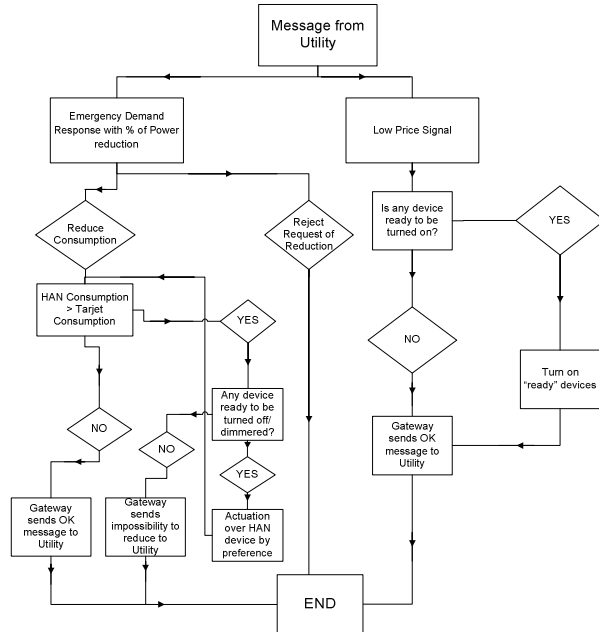 Message from
Utility
Emergency Demand
Response with % of Power
reduction
Low Price Signal
Reduce
Consumption
Reject
Request of
Reduction
Is any device
ready to be
turned on?
YES
HAN Consumption
> Tarjet
Consumption
YES
NO
Turn on
“ready” devices
Any device
ready to be
turned off/
dimmered?
NO
NO
YES
Gateway
sends OK
message to
Utility
Gateway
sends OK
message to
Utility
Gateway
sends
impossibility to
reduce to
Utility
Actuation
over HAN
device by
preference
END